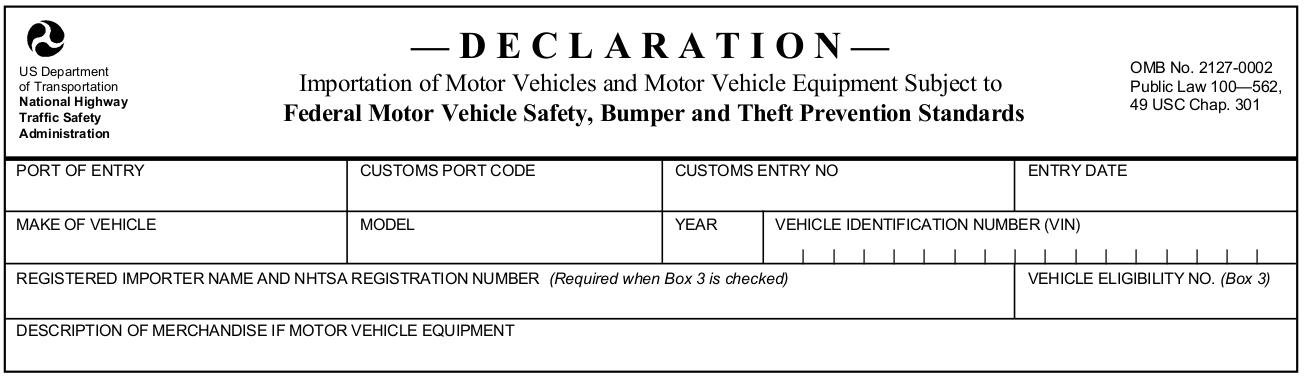 — D E C L A R A T I O N —
US Department
of Transportation
National Highway
Traffic Safety
Administration
Importation of Motor Vehicles and Motor Vehicle Equipment Subject to
Federal Motor Vehicle Safety, Bumper and Theft Prevention Standards
OMB No. 2127-0002
Public Law 100—562,
49 USC Chap. 301
PORT OF ENTRY
CUSTOMS PORT CODE
CUSTOMS ENTRY NO
ENTRY DATE
MAKE OF VEHICLE
MODEL
YEAR
VEHICLE IDENTIFICATION NUMBER (VIN)
REGISTERED IMPORTER NAME AND NHTSA REGISTRATION NUMBER (Required when Box 3 is checked)
VEHICLE ELIGIBILITY NO. (Box 3)
DESCRIPTION OF MERCHANDISE IF MOTOR VEHICLE EQUIPMENT